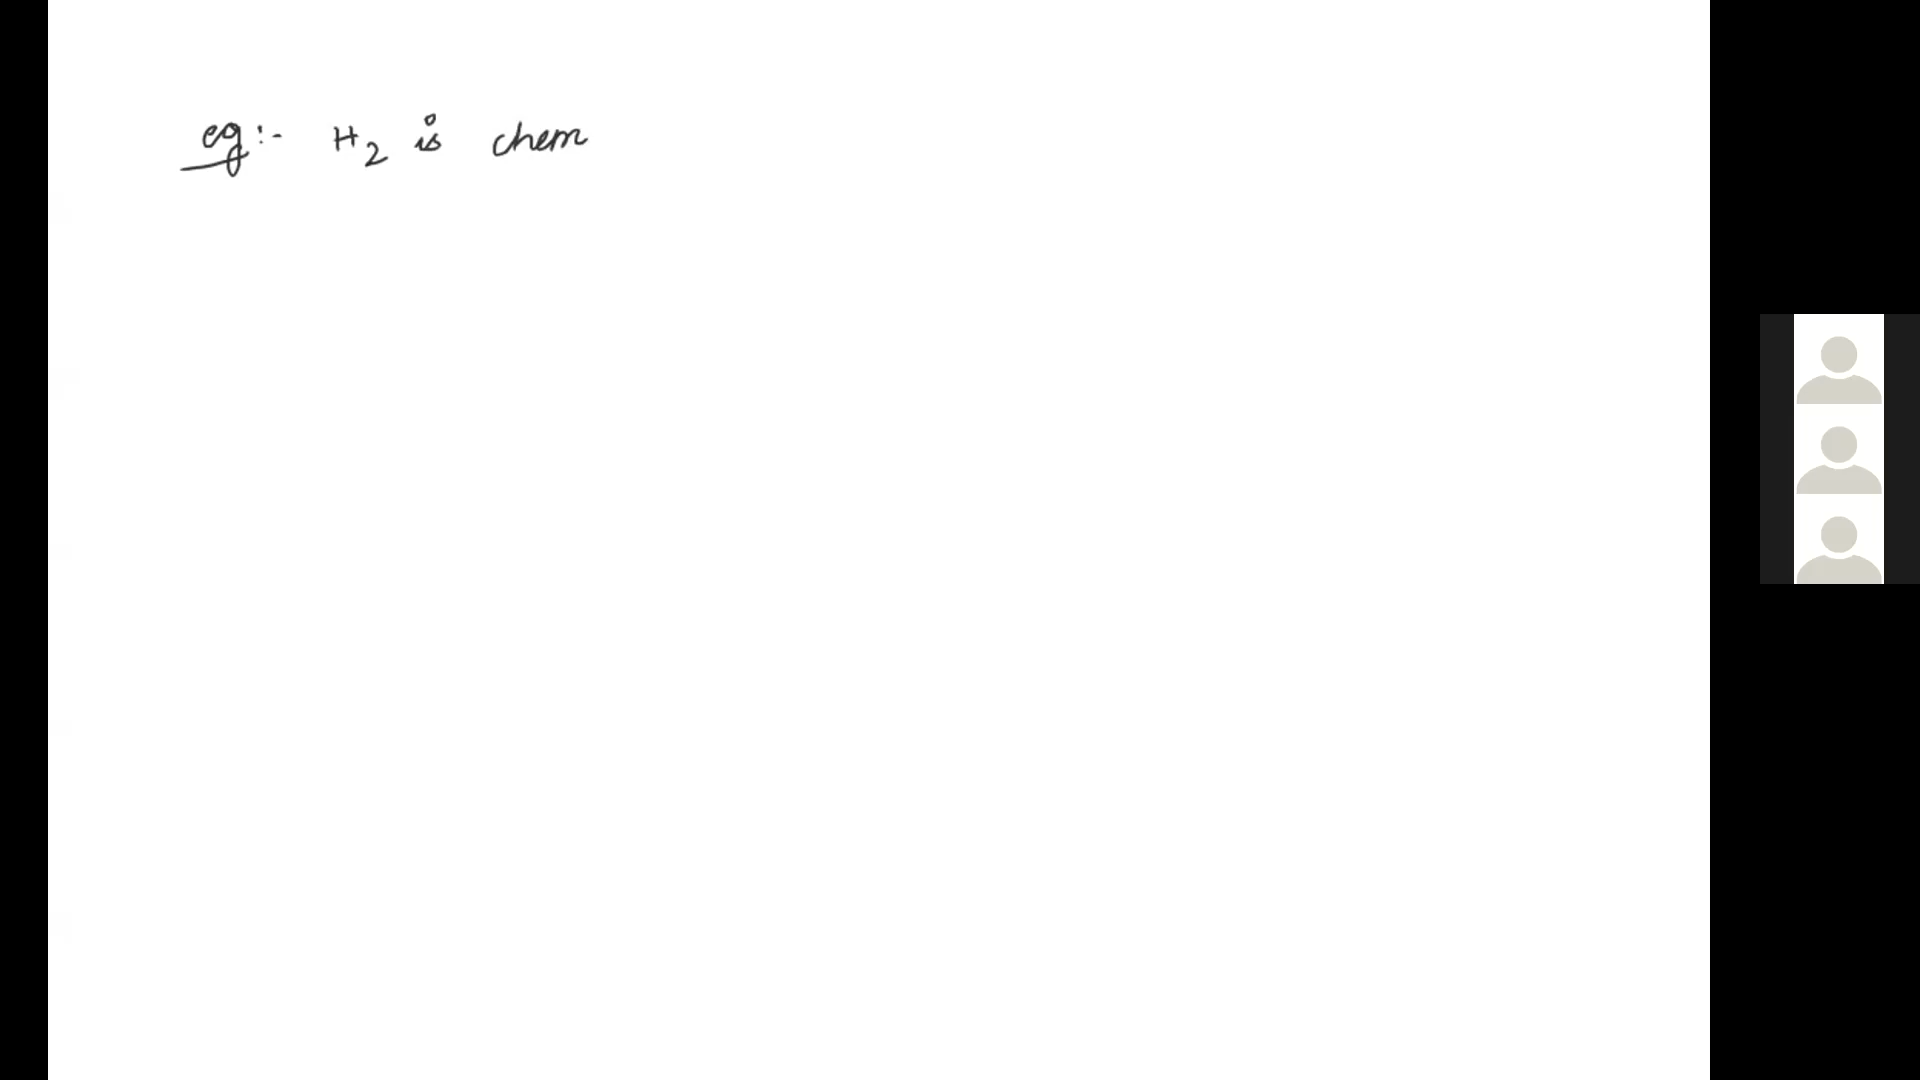 eg:- H₂ is chem